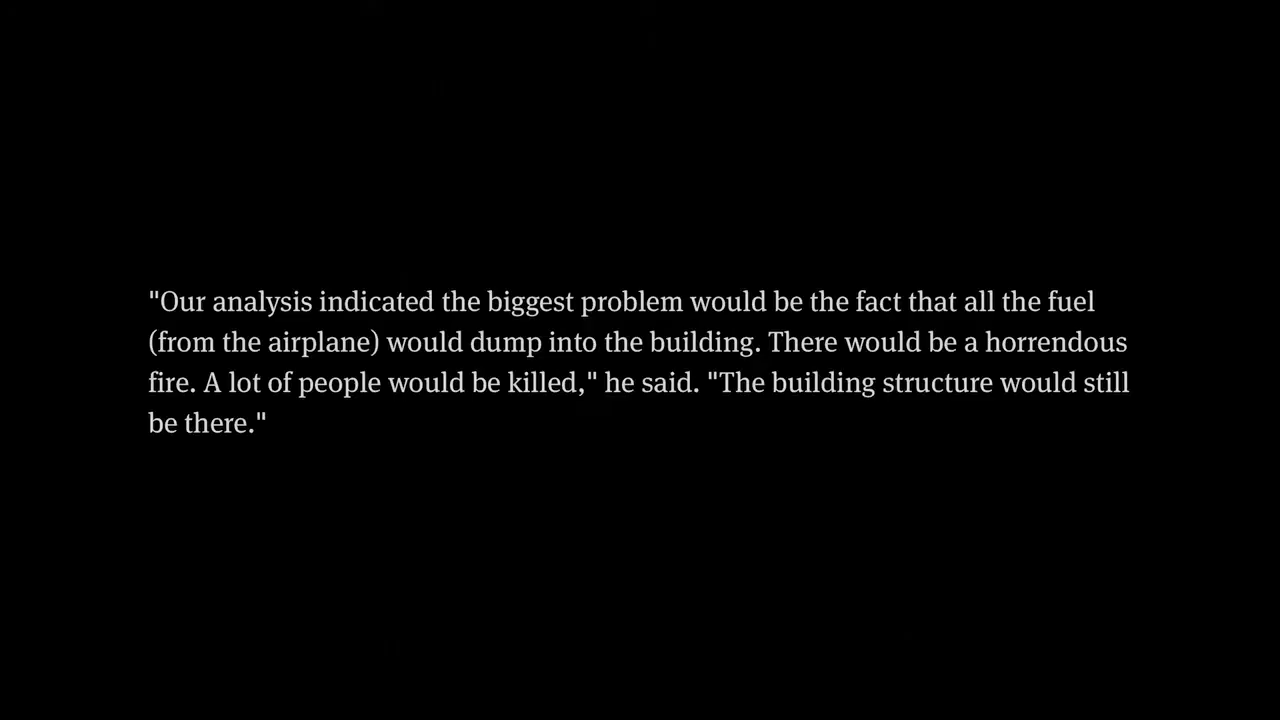 "Our analysis indicated the biggest problem would be the fact that all the fuel
(from the airplane) would dump into the building. There would be a horrendous
fire. A lot of people would be killed," he said. "The building structure would still
be there."